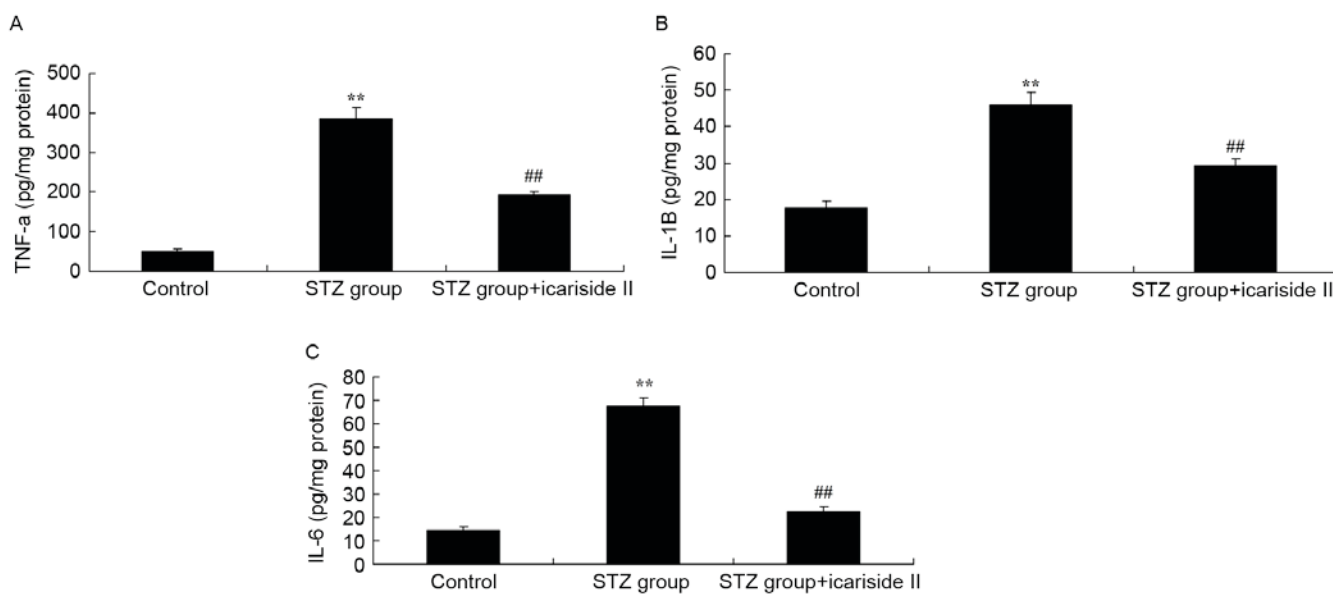 A
TNF-a (pg/mg protein)
500
400
300
200
100
0
**
##
Control
STZ group
STZ group+icariside II
B
IL-1B (pg/mg protein)
60
50
40
30
20
10
0
**
##
Control
STZ group
STZ group+icariside II
C
IL-6 (pg/mg protein)
80
70
60
50
40
30
20
10
0
**
##
Control
STZ group
STZ group+icariside II